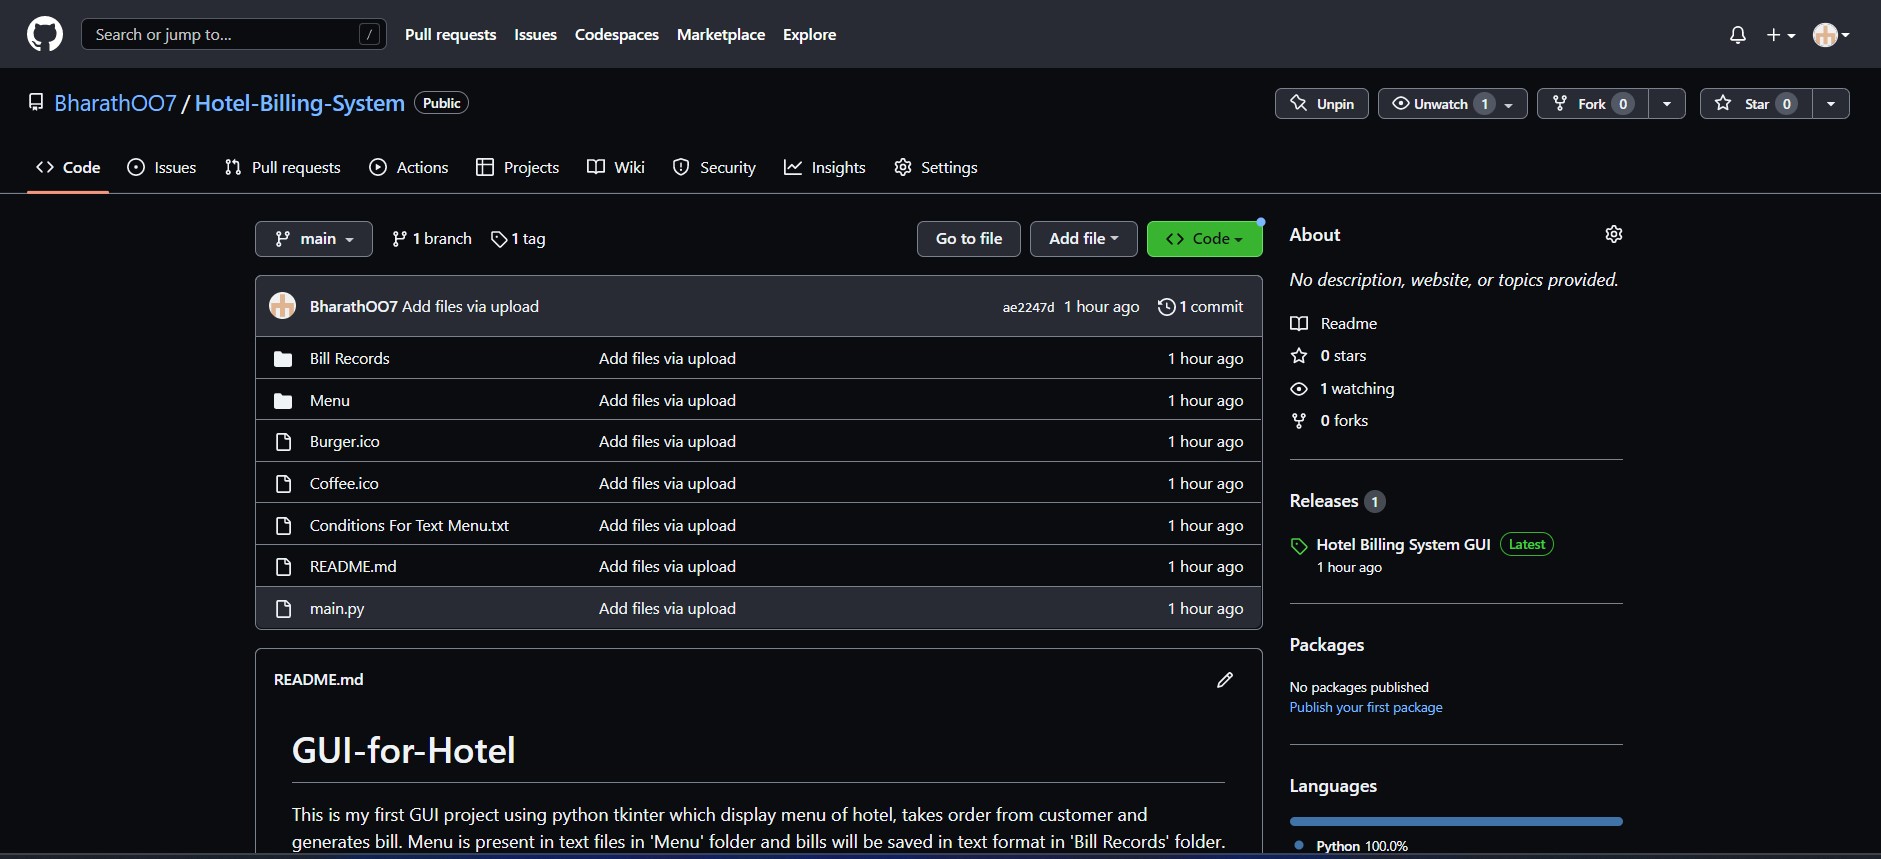 Search or jump to... /
Pull requests
Issues
Codespaces
Marketplace
Explore
BharathOO7 / Hotel-Billing-System Public
Unpin
Unwatch 1
Fork 0
Star 0
Code
Issues
Pull requests
Actions
Projects
Wiki
Security
Insights
Settings
main
1 branch
1 tag
Go to file
Add file
Code
BharathOO7 Add files via upload ae2247d 1 hour ago 1 commit
Bill Records Add files via upload 1 hour ago
Menu Add files via upload 1 hour ago
Burger.ico Add files via upload 1 hour ago
Coffee.ico Add files via upload 1 hour ago
Conditions For Text Menu.txt Add files via upload 1 hour ago
README.md Add files via upload 1 hour ago
main.py Add files via upload 1 hour ago
README.md
GUI-for-Hotel
This is my first GUI project using python tkinter which display menu of hotel, takes order from customer and
generates bill. Menu is present in text files in 'Menu' folder and bills will be saved in text format in 'Bill Records' folder.
About
No description, website, or topics provided.
Readme
0 stars
1 watching
0 forks
Releases 1
Hotel Billing System GUI Latest
1 hour ago
Packages
No packages published
Publish your first package
Languages
Python 100.0%